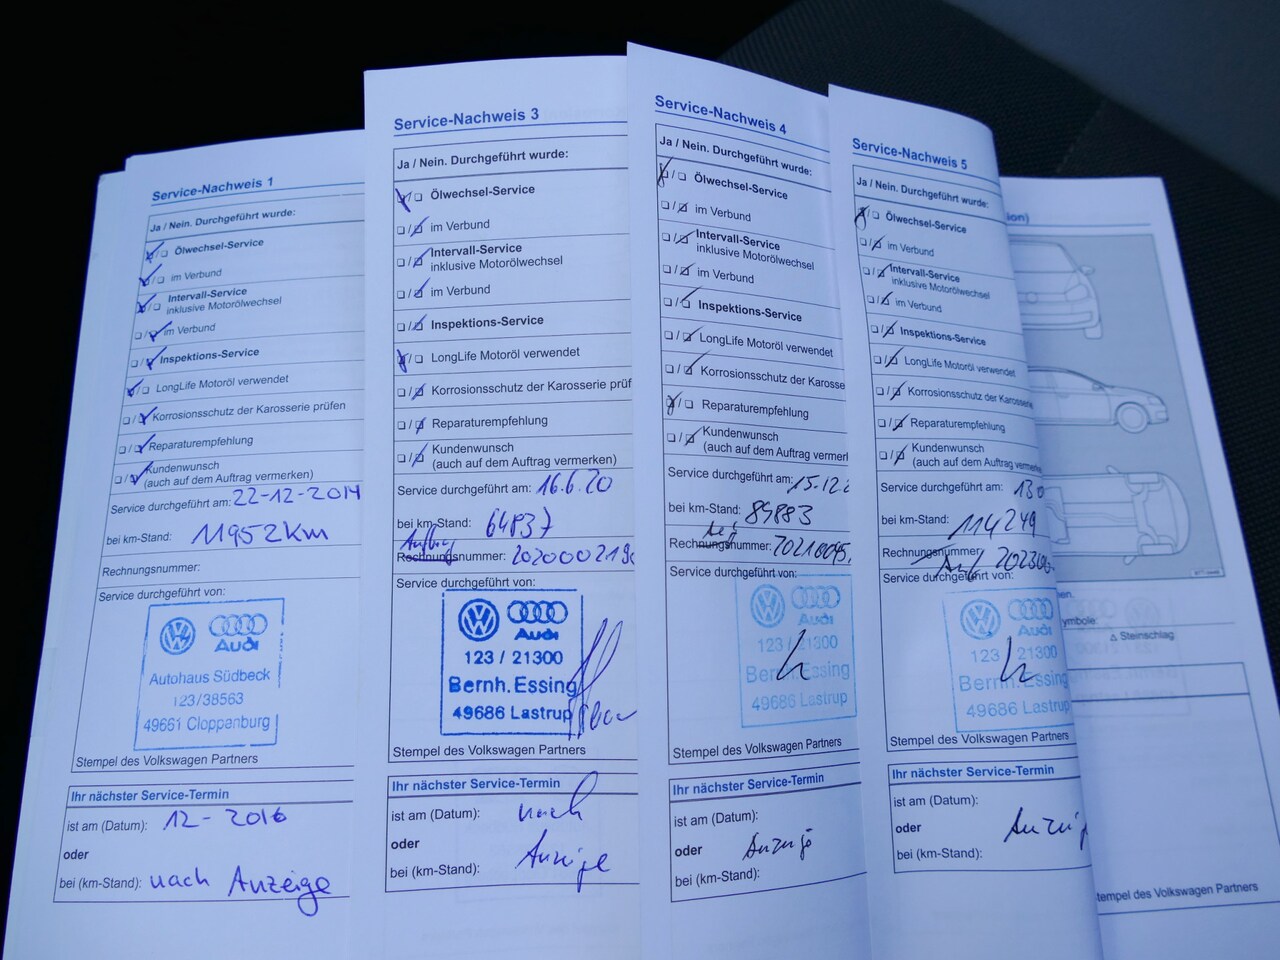 Service-Nachweis 1
Ja / Nein. Durchgeführt wurde:
Ölwechsel-Service
im Verbund
Intervall-Service
inklusive Motorölwechsel
im Verbund
Inspektions-Service
LongLife Motoröl verwendet
Korrosionsschutz der Karosserie prüfen
Reparaturempfehlung
Kundenwunsch
(auch auf dem Auftrag vermerken)
Service durchgeführt am: 22-12-2014
bei km-Stand: 11952km
Rechnungsnummer:
Service durchgeführt von:
Audi
Autohaus Südbeck
123/38563
49661 Cloppenburg
Stempel des Volkswagen Partners
Ihr nächster Service-Termin
ist am (Datum): 12-2016
oder
bei (km-Stand): nach Anzeige
Service-Nachweis 3
Ja / Nein. Durchgeführt wurde:
Ölwechsel-Service
im Verbund
Intervall-Service
inklusive Motorölwechsel
im Verbund
Inspektions-Service
LongLife Motoröl verwendet
Korrosionsschutz der Karosserie prüf
Reparaturempfehlung
Kundenwunsch
(auch auf dem Auftrag vermerken)
Service durchgeführt am: 16.6.20
bei km-Stand: 64837
Rechnungsnummer:
Service durchgeführt von:
Audi
123 / 21300
Bernh. Essing
49686 Lastrup
Stempel des Volkswagen Partners
Ihr nächster Service-Termin
ist am (Datum): nach
oder
bei (km-Stand): Anzeige
Service-Nachweis 4
Ja / Nein. Durchgeführt wurde:
Ölwechsel-Service
im Verbund
Intervall-Service
inklusive Motorölwechsel
im Verbund
Inspektions-Service
LongLife Motoröl verwendet
Korrosionsschutz der Karosse
Reparaturempfehlung
Kundenwunsch
(auch auf dem Auftrag vermer
Service durchgeführt am: 15.12
bei km-Stand: 89883
Rechnungsnummer:
Service durchgeführt von:
Audi
123 / 21300
Bernh. Essing
49686 Lastrup
Stempel des Volkswagen Partners
Ihr nächster Service-Termin
ist am (Datum):
oder Anzeige
bei (km-Stand):
Service-Nachweis 5
Ja / Nein. Durchgeführt wurde:
Ölwechsel-Service
im Verbund
Intervall-Service
inklusive Motorölwechsel
im Verbund
Inspektions-Service
LongLife Motoröl verwendet
Korrosionsschutz der Karosserie
Reparaturempfehlung
Kundenwunsch
(auch auf dem Auftrag vermerken
Service durchgeführt am: 130
bei km-Stand: 114249
Rechnungsnummer
Service durchgeführt von:
Audi
123 / 21300
Bernh. Essing
49686 Lastrup
Stempel des Volkswagen Partners
Ihr nächster Service-Termin
ist am (Datum):
oder
bei (km-Stand):
ion)
en.
ymbole:
△ Steinschlag
tempel des Volkswagen Partners